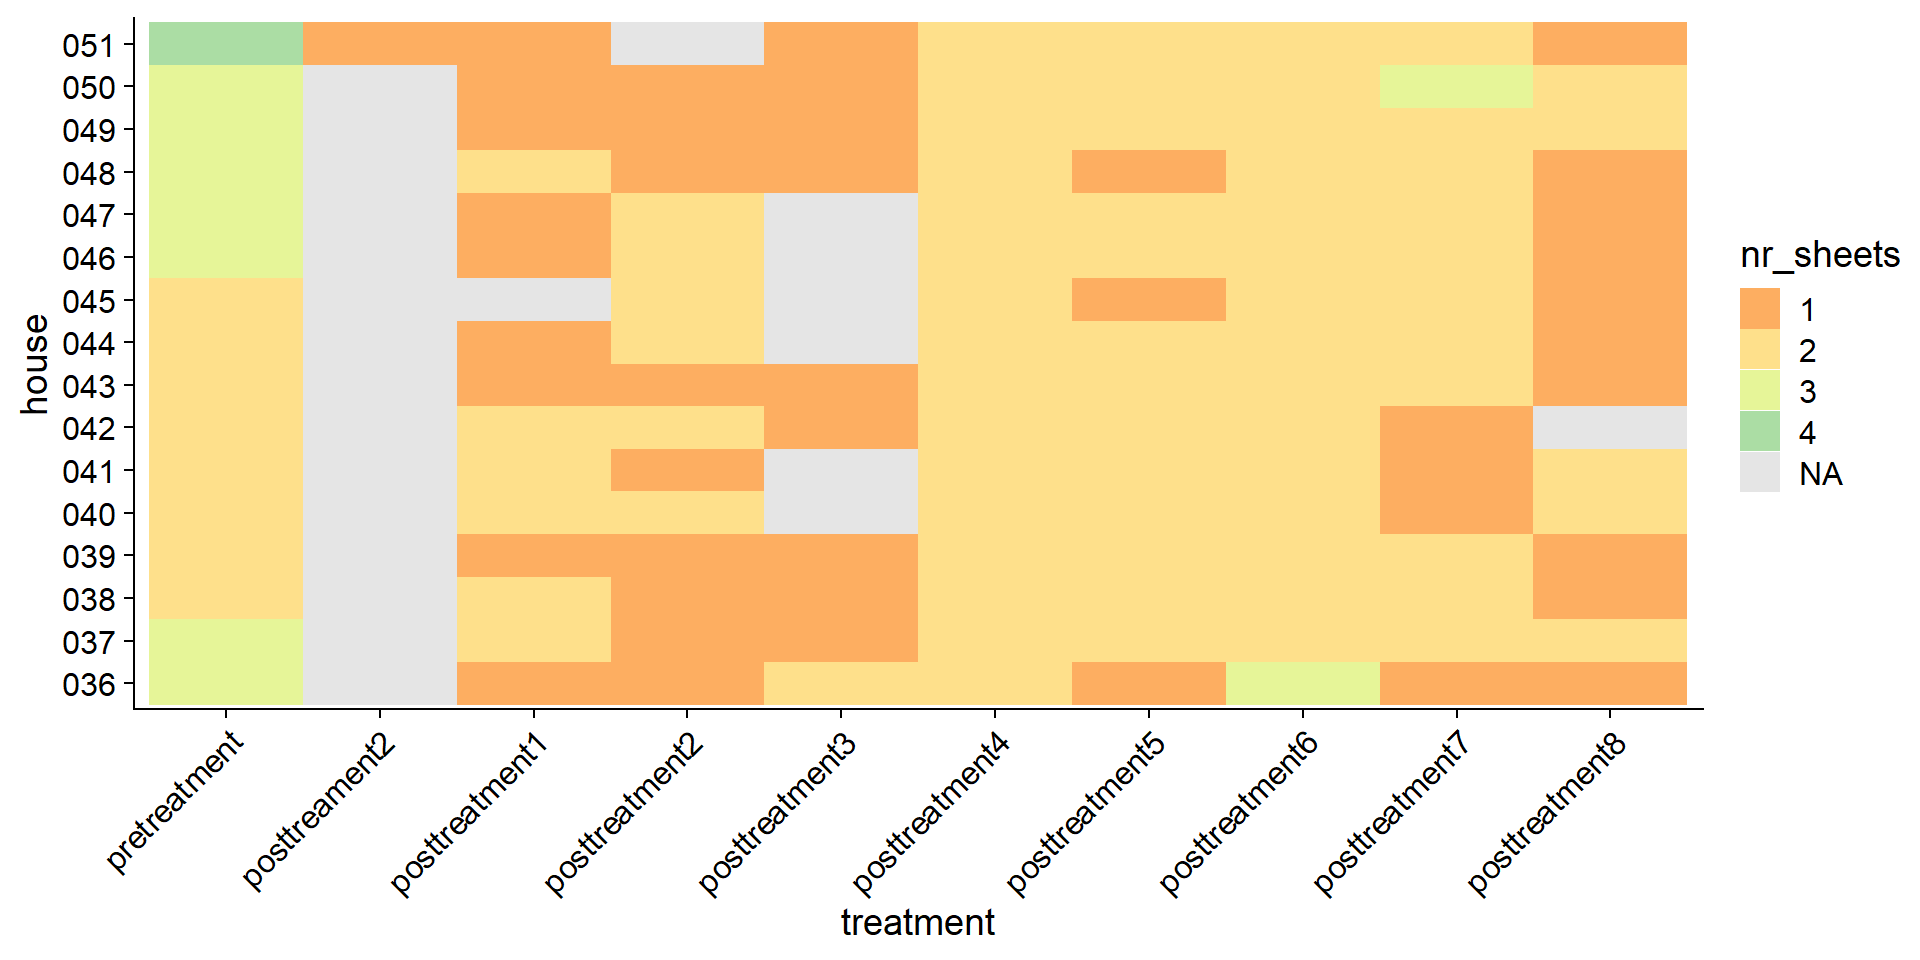 051
050
049
048
047
046
045
044
043
042
041
040
039
038
037
036
house
pretreatment
posttreament2
posttreatment1
posttreatment2
posttreatment3
posttreatment4
posttreatment5
posttreatment6
posttreatment7
posttreatment8
treatment
nr_sheets
1
2
3
4
NA